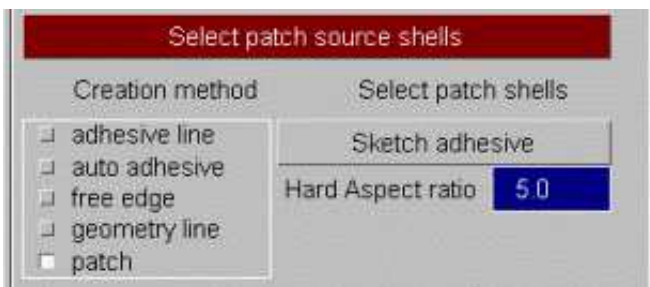 Select patch source shells
Creation method Select patch shells
adhesive line Sketch adhesive
auto adhesive
Hard Aspect ratio 5.0
free edge
geometry line
patch